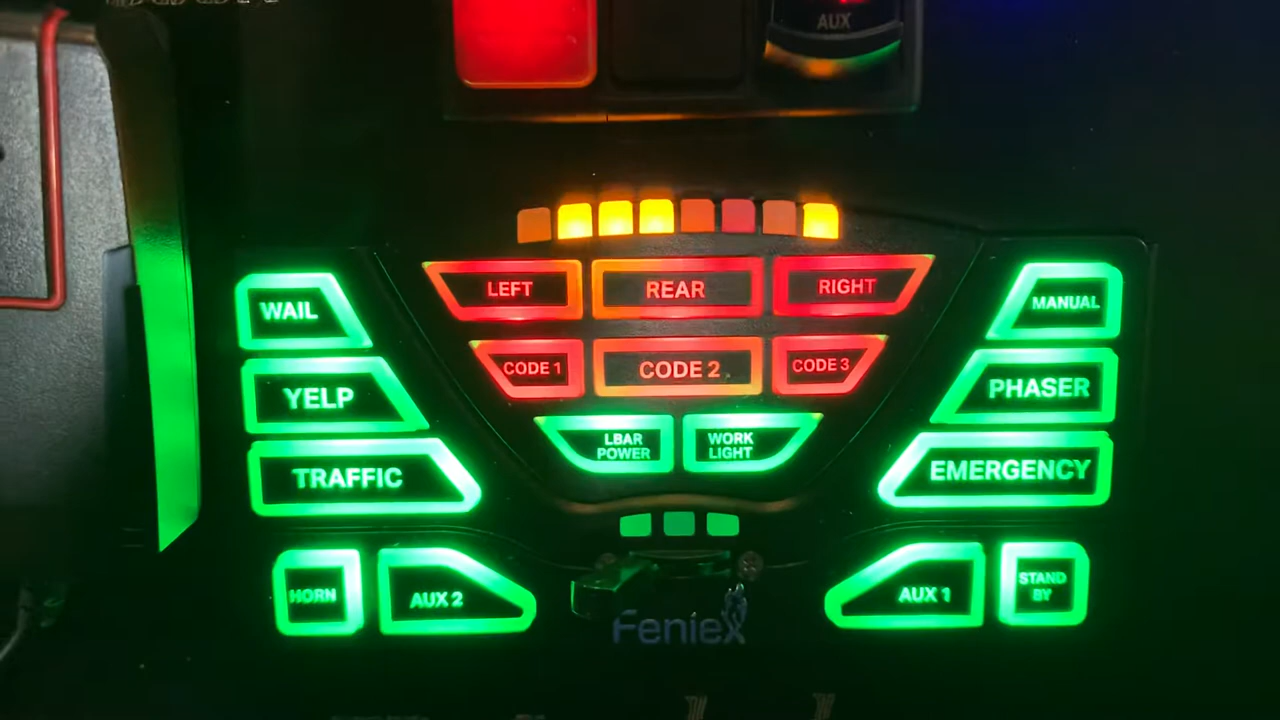 AUX
LEFT
REAR
RIGHT
WAIL
MANUAL
CODE 1
CODE 2
CODE 3
YELP
PHASER
LBAR
POWER
WORK
LIGHT
TRAFFIC
EMERGENCY
HORN
AUX 2
AUX 1
STAND
BY
Feniex